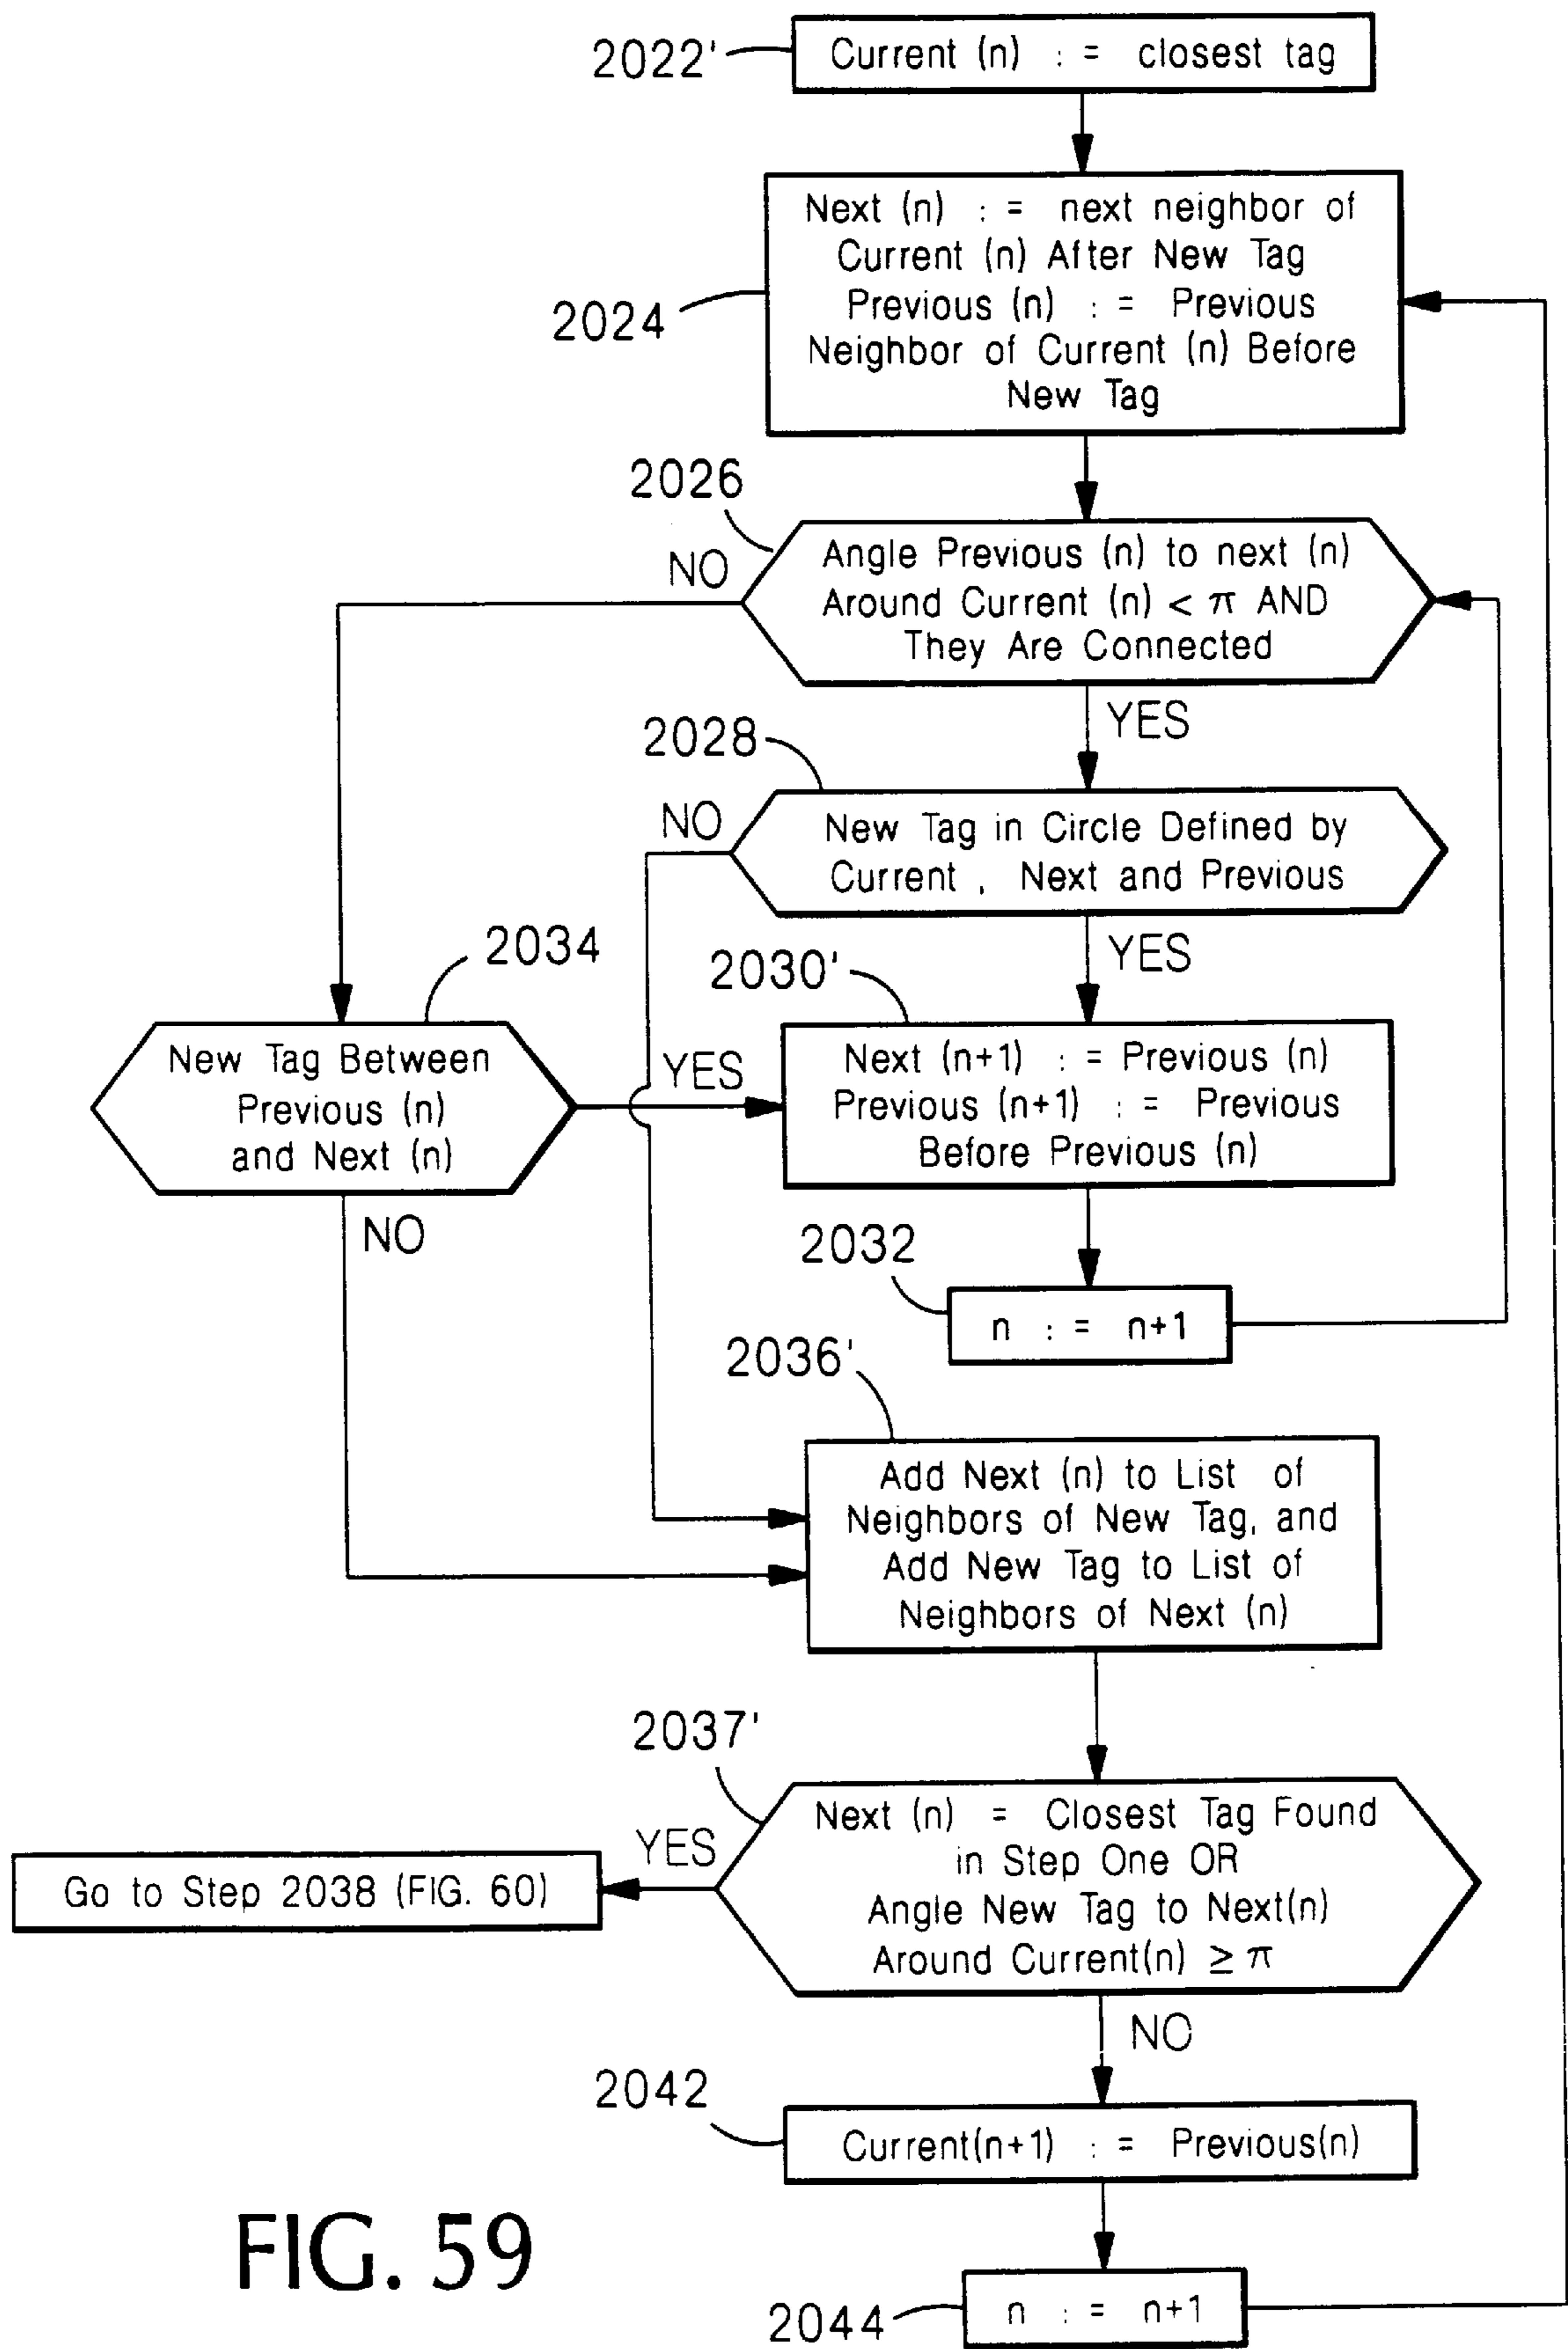 2022'
Current (n) := closest tag
Next (n) := next neighbor of
Current (n) After New Tag
Previous (n) := Previous
Neighbor of Current (n) Before
New Tag
2024
2026
NO
Angle Previous (n) to next (n)
Around Current (n) < π AND
They Are Connected
YES
2028
NO
New Tag in Circle Defined by
Current , Next and Previous
YES
2034
2030'
New Tag Between
Previous (n)
and Next (n)
YES
Next (n+1) := Previous (n)
Previous (n+1) := Previous
Before Previous (n)
NO
2032
n := n+1
2036'
Add Next (n) to List of
Neighbors of New Tag, and
Add New Tag to List of
Neighbors of Next (n)
2037'
YES
Next (n) = Closest Tag Found
in Step One OR
Angle New Tag to Next(n)
Around Current(n) ≥ π
Go to Step 2038 (FIG. 60)
NO
2042
Current(n+1) := Previous(n)
2044
n := n+1
FIG. 59